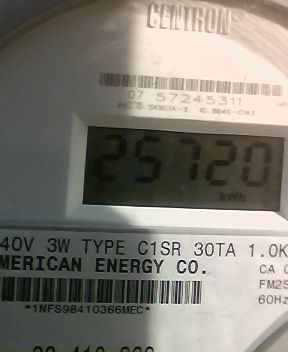 CENTRON®
07 57245311
25720
kWh
40V 3W TYPE C1SR 30TA 1.0K
MERICAN ENERGY CO.
CA
FM2S
60Hz
*1NFS98410366MEC*